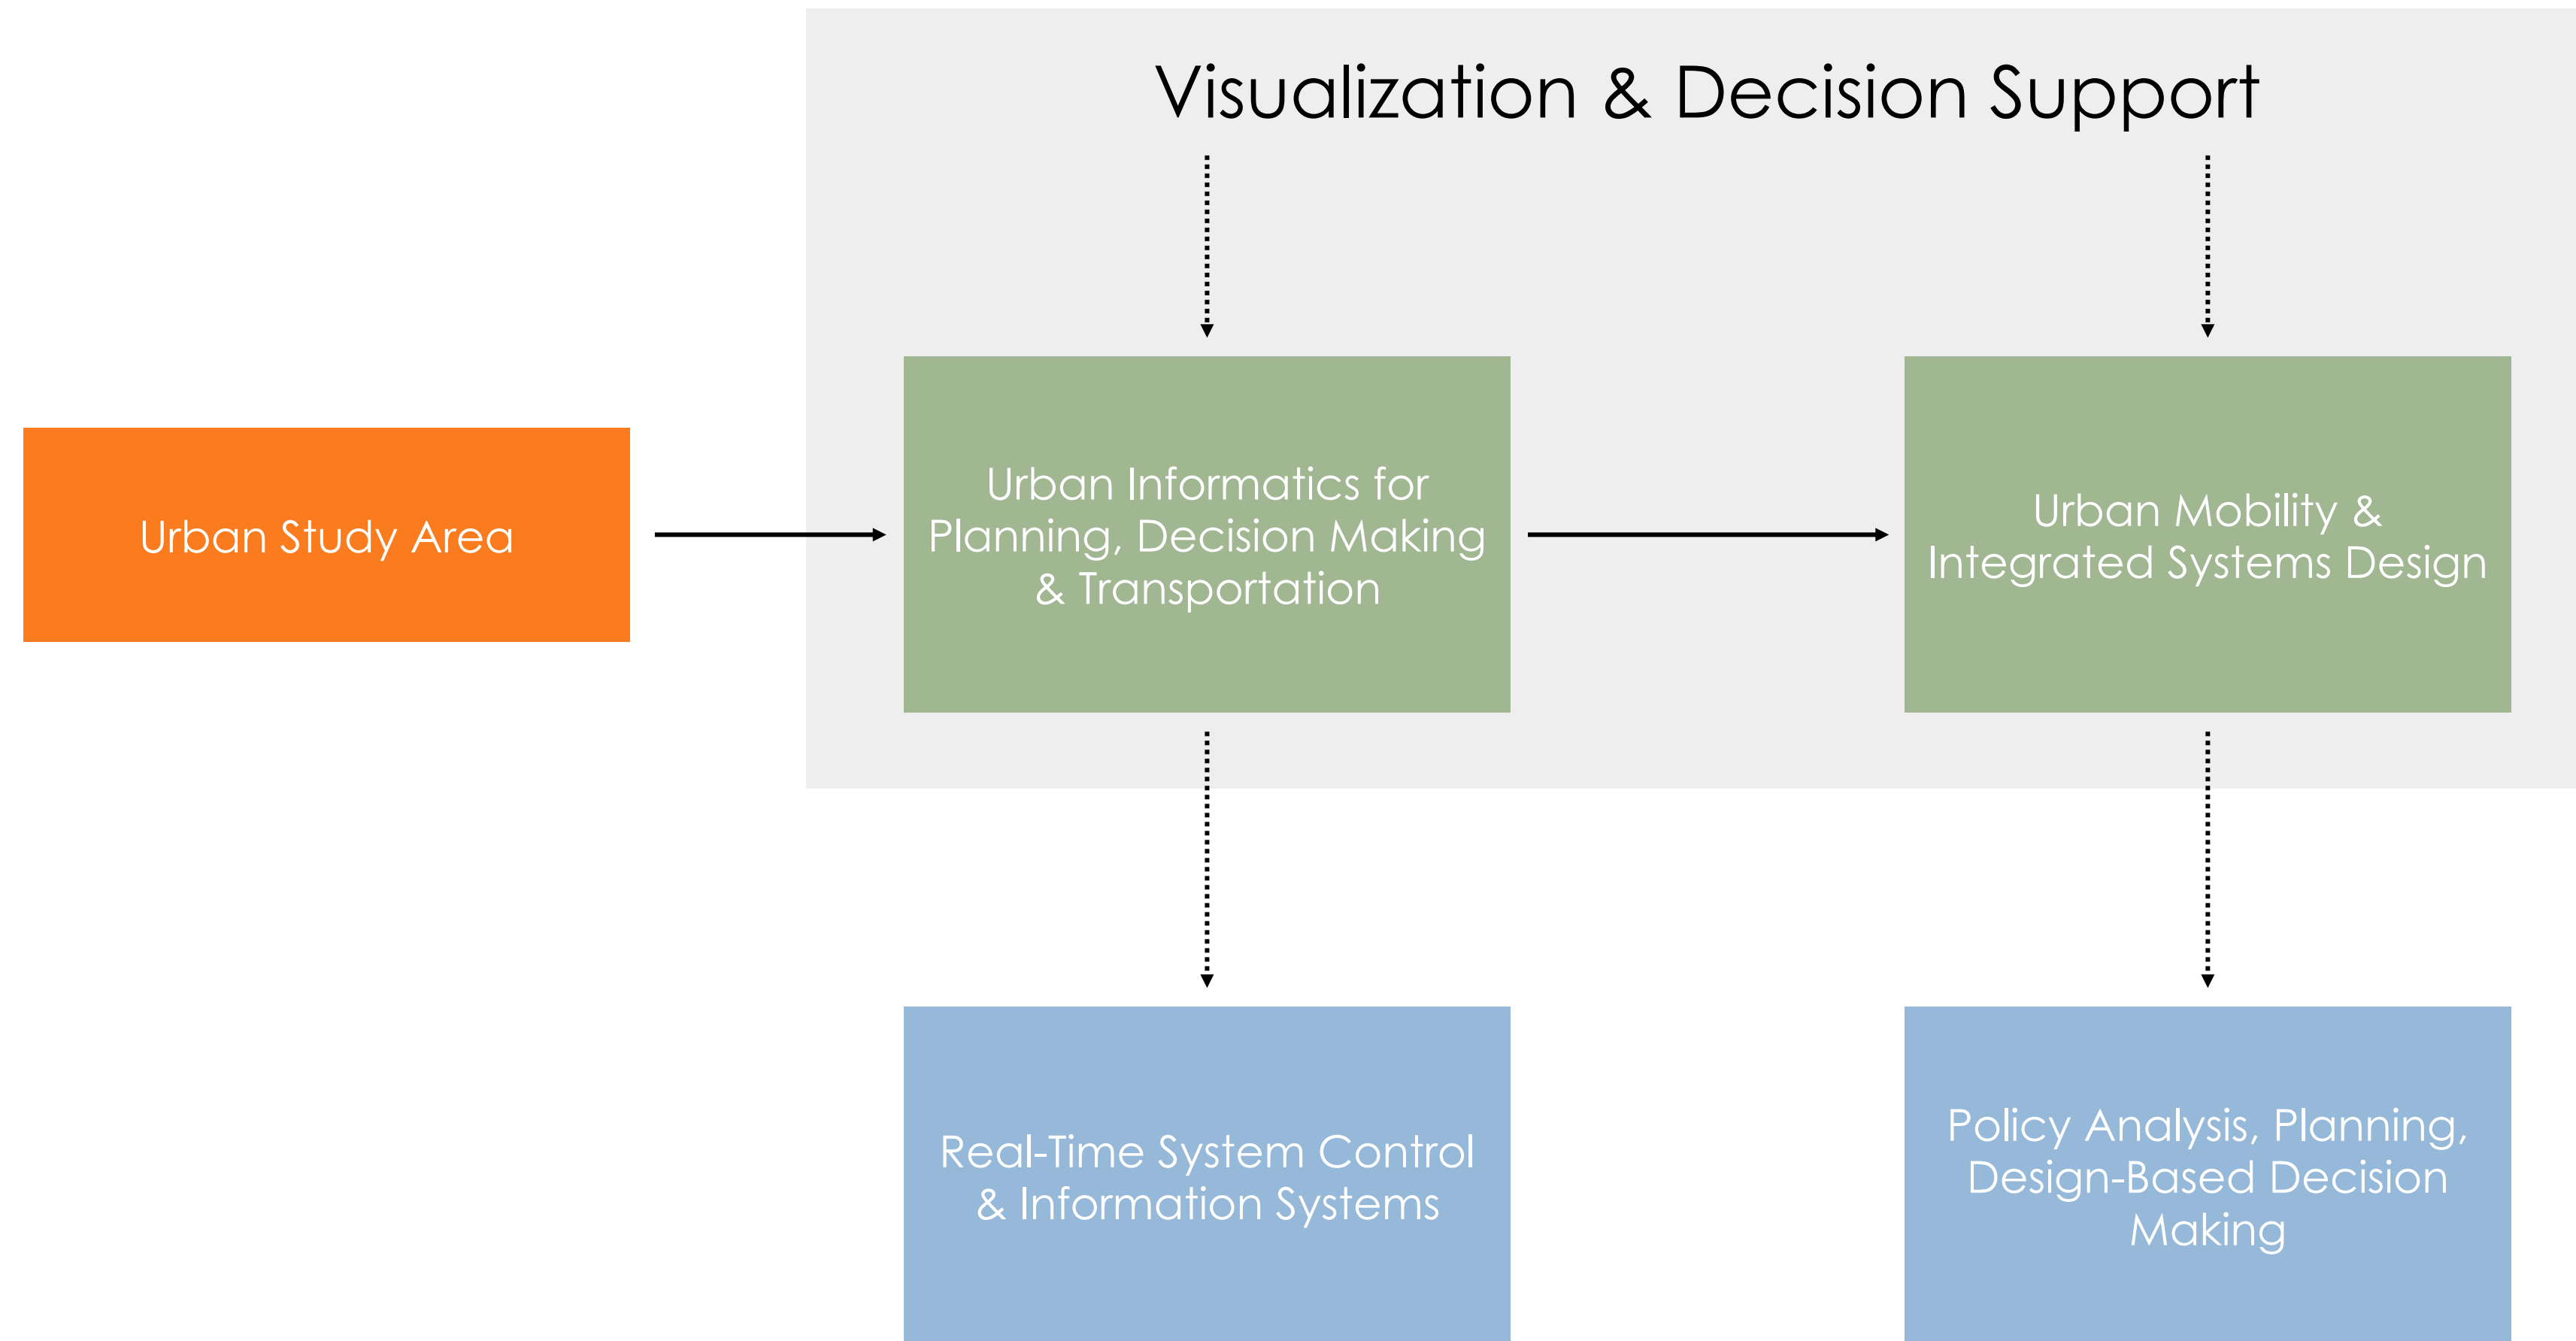 Visualization & Decision Support
Urban Study Area
Urban Informatics for
Planning, Decision Making
& Transportation
Urban Mobility &
Integrated Systems Design
Real-Time System Control
& Information Systems
Policy Analysis, Planning,
Design-Based Decision
Making